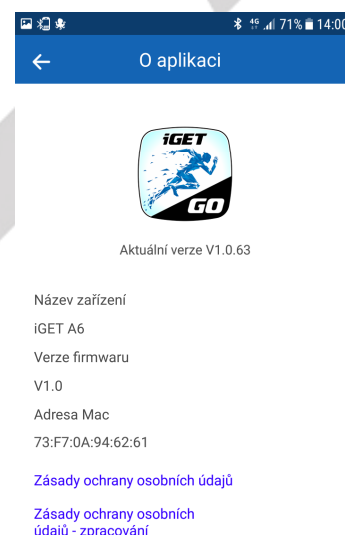 4G 71% 14:00
O aplikaci
iGET
GO
Aktuální verze V1.0.63
Název zařízení
iGET A6
Verze firmwaru
V1.0
Adresa Mac
73:F7:0A:94:62:61
Zásady ochrany osobních údajů
Zásady ochrany osobních
údajů - zpracování